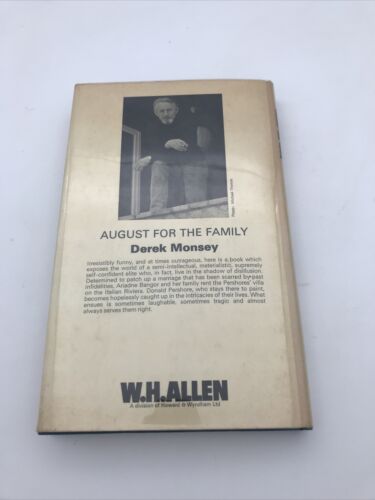 Photo: Michael Treolar
AUGUST FOR THE FAMILY
Derek Monsey
Irresistibly funny, and at times outrageous, here is a book which
exposes the world of a semi-intellectual, materialistic, supremely
self-confident elite who, in fact, live in the shadow of disillusion.
Determined to patch up a marriage that has been scarred by past
infidelities, Ariadne Bangor and her family rent the Pershores' villa
on the Italian Riviera. Donald Pershore, who stays there to paint,
becomes hopelessly caught up in the intricacies of their lives. What
ensues is sometimes laughable, sometimes tragic and almost
always serves them right.
W.H.ALLEN
A division of Howard & Wyndham Ltd